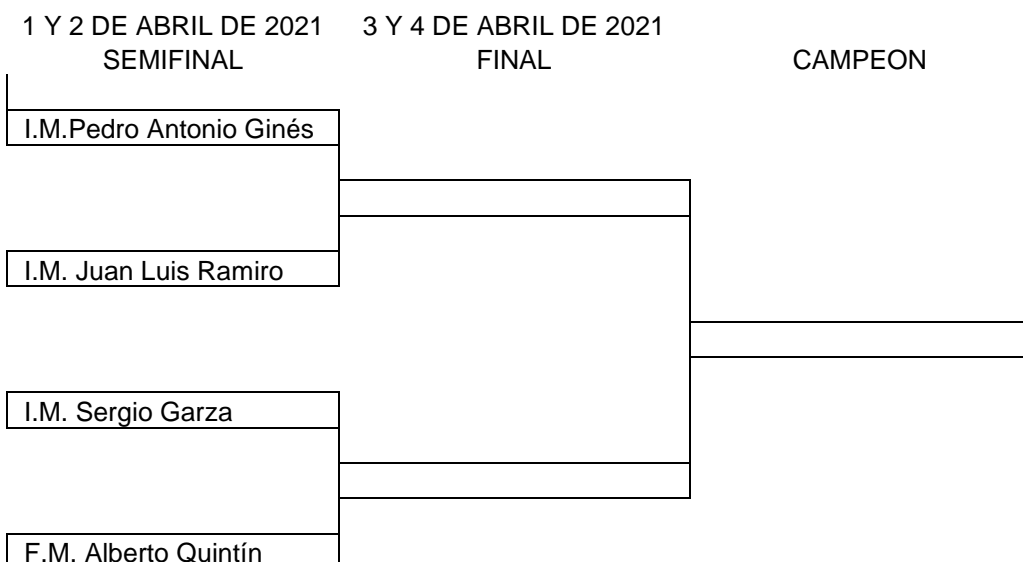 1 Y 2 DE ABRIL DE 2021 3 Y 4 DE ABRIL DE 2021
SEMIFINAL FINAL CAMPEON
I.M.Pedro Antonio Ginés
I.M. Juan Luis Ramiro
I.M. Sergio Garza
F.M. Alberto Quintín